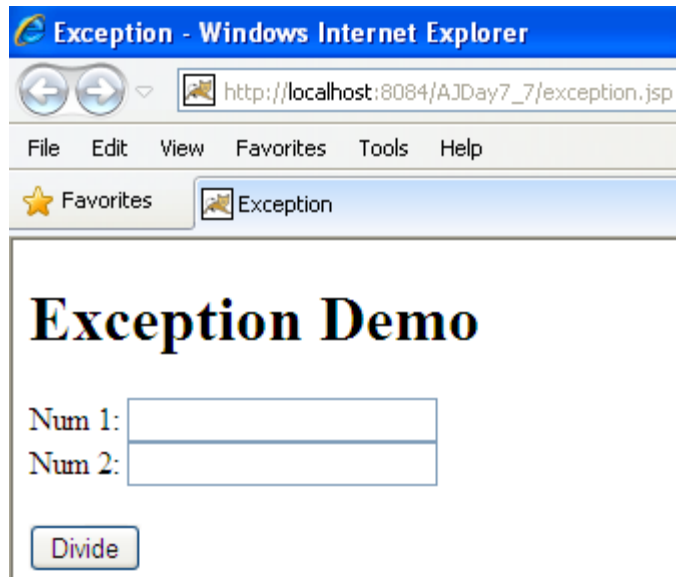 Exception - Windows Internet Explorer
http://localhost:8084/AJDay7_7/exception.jsp
File Edit View Favorites Tools Help
Favorites Exception
Exception Demo
Num 1:
Num 2:
Divide